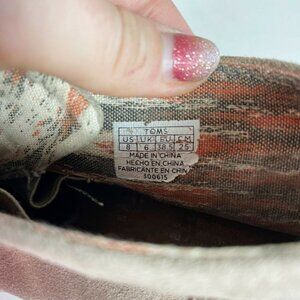 TOMS
US UK EU CM
8 6 38.5 25
MADE IN CHINA
HECHO EN CHINA
FABRICANTE EN CHINA
300615